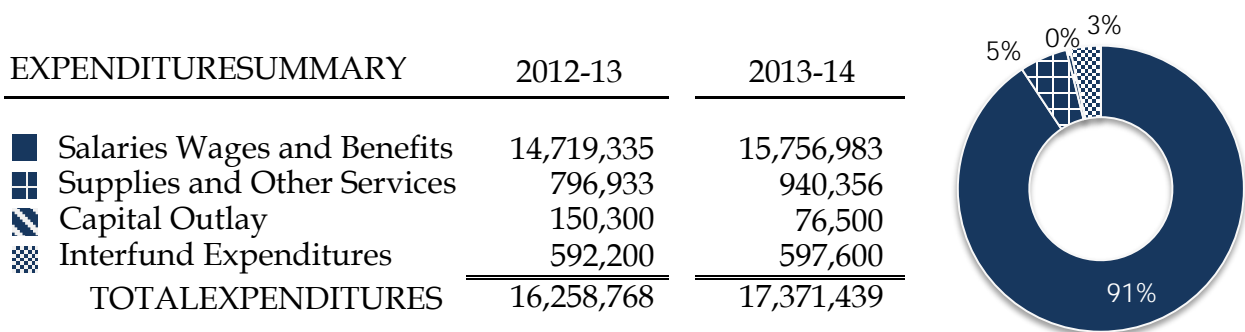 EXPENDITURESUMMARY 2012-13 2013-14
Salaries Wages and Benefits 14,719,335 15,756,983
Supplies and Other Services 796,933 940,356
Capital Outlay 150,300 76,500
Interfund Expenditures 592,200 597,600
TOTALEXPENDITURES 16,258,768 17,371,439
5% 0% 3%
91%